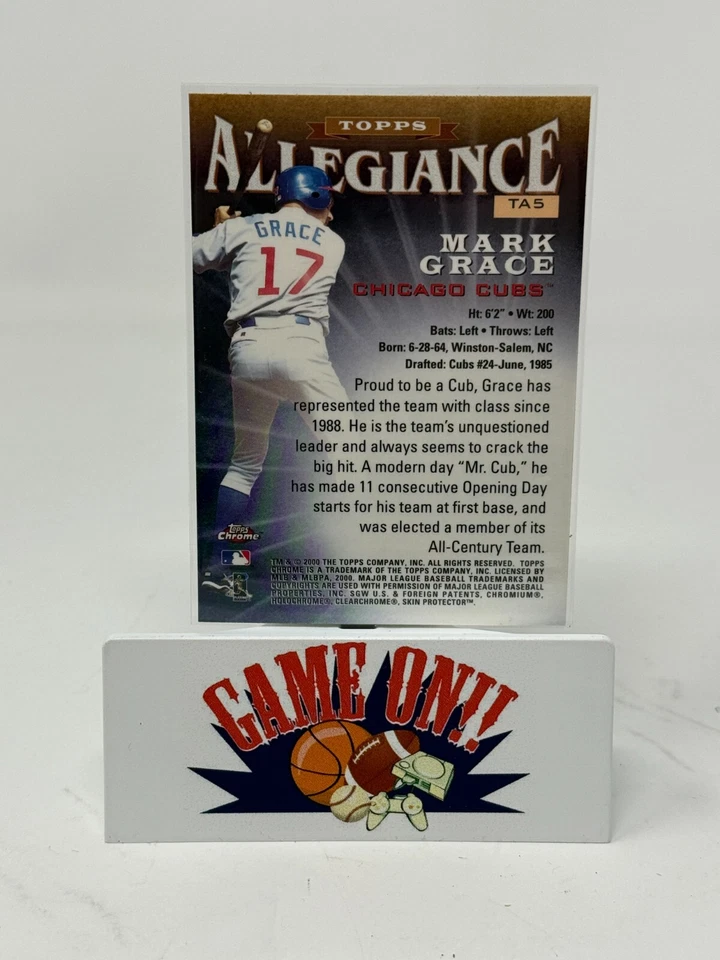 TOPPS
ALLEGIANCE
TA5
GRACE
17
MARK
GRACE
CHICAGO CUBS™
Ht: 6'2" • Wt: 200
Bats: Left • Throws: Left
Born: 6-28-64, Winston-Salem, NC
Drafted: Cubs #24-June, 1985
Proud to be a Cub, Grace has
represented the team with class since
1988. He is the team's unquestioned
leader and always seems to crack the
big hit. A modern day "Mr. Cub," he
has made 11 consecutive Opening Day
starts for his team at first base, and
was elected a member of its
All-Century Team.
Topps
Chrome
TM & © 2000 THE TOPPS COMPANY, INC. ALL RIGHTS RESERVED. TOPPS
CHROME IS A TRADEMARK OF THE TOPPS COMPANY, INC. LICENSED BY
MLB & MLBPA, 2000. MAJOR LEAGUE BASEBALL TRADEMARKS AND
COPYRIGHTS ARE USED WITH PERMISSION OF MAJOR LEAGUE BASEBALL
PROPERTIES, INC. SGW U.S. & FOREIGN PATENTS, CHROMIUM®,
HOLOCHROME®, CLEARCHROME®, SKIN PROTECTOR™.
GAME ON!!